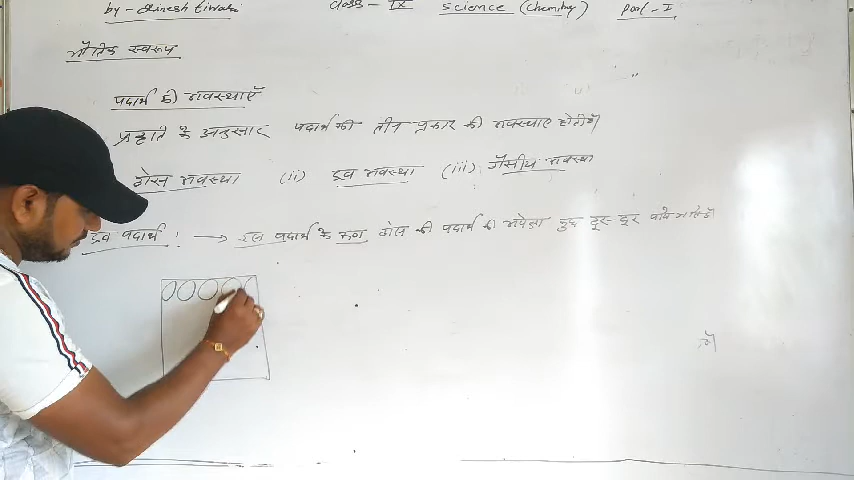 by - Dinesh tiwari Class - IX Science (Chemistry) Part - I
भौतिक स्वरूप
पदार्थ की अवस्थाएँ
प्रकृति के अनुसार पदार्थ की तीन प्रकार की अवस्थाए होती है
ठोस अवस्था (ii) द्रव अवस्था (iii) गैसीय अवस्था
द्रव पदार्थ : → द्रव पदार्थ के कण ठोस की पदार्थ की अपेक्षा कुछ दूर-दूर पाये जाते है